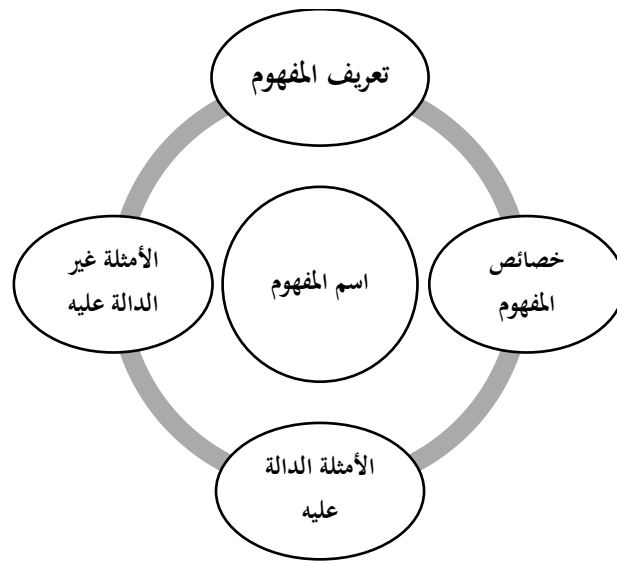 تعريف المفهوم
خصائص
المفهوم
اسم المفهوم
الأمثلة غير
الدالة عليه
الأمثلة الدالة
عليه